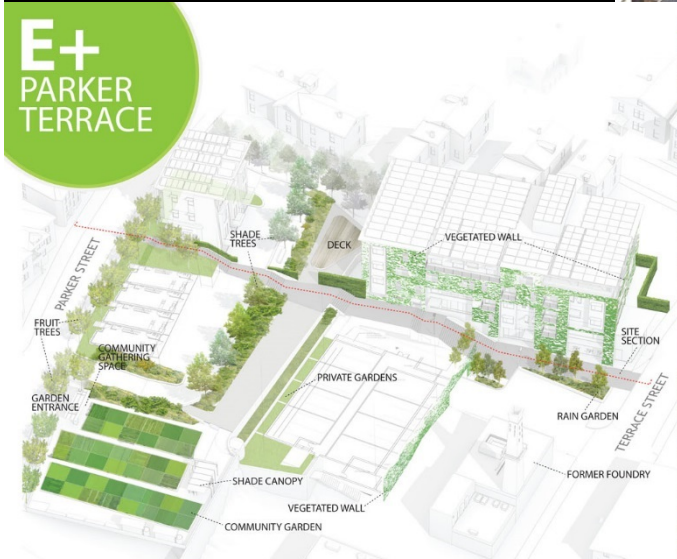 E+
PARKER
TERRACE
SHADE
TREES
DECK
VEGETATED WALL
PARKER STREET
FRUIT
TREES
COMMUNITY
GATHERING
SPACE
GARDEN
ENTRANCE
PRIVATE GARDENS
SITE
SECTION
RAIN GARDEN
TERRACE STREET
SHADE CANOPY
FORMER FOUNDRY
VEGETATED WALL
COMMUNITY GARDEN